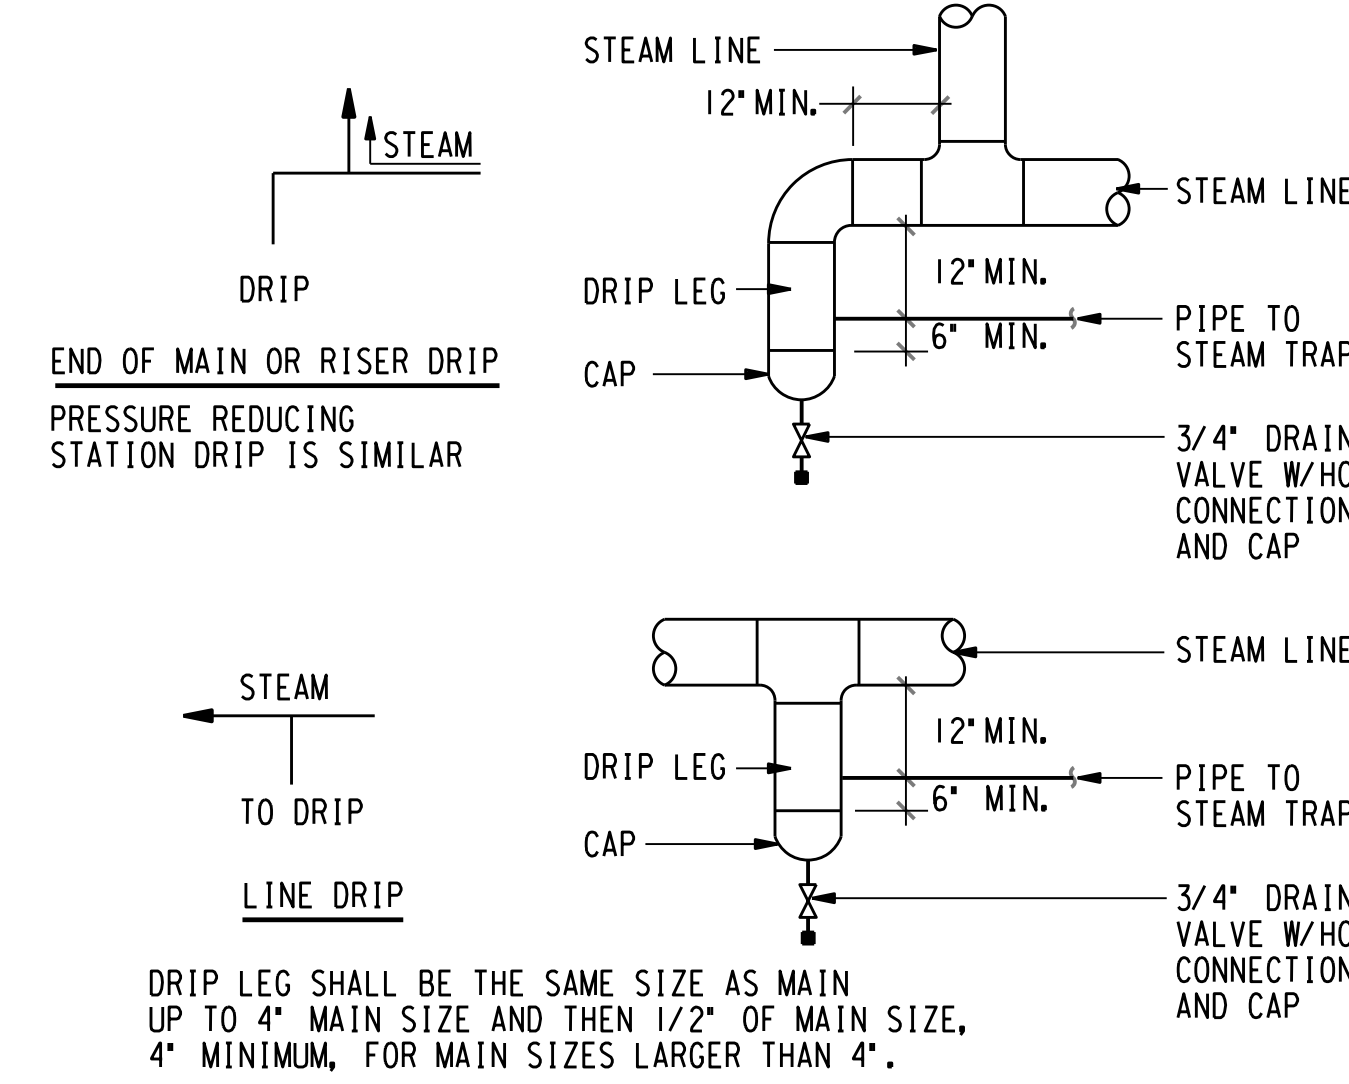 STEAM LINE
12" MIN.
STEAM
STEAM LINE
12" MIN.
DRIP
DRIP LEG
PIPE TO
STEAM TRAP
6" MIN.
END OF MAIN OR RISER DRIP
CAP
PRESSURE REDUCING
STATION DRIP IS SIMILAR
3/4" DRAIN
VALVE W/HO
CONNECTION
AND CAP
STEAM LINE
STEAM
12" MIN.
DRIP LEG
PIPE TO
STEAM TRAP
TO DRIP
6" MIN.
CAP
LINE DRIP
3/4" DRAIN
VALVE W/HO
CONNECTION
AND CAP
DRIP LEG SHALL BE THE SAME SIZE AS MAIN
UP TO 4" MAIN SIZE AND THEN 1/2" OF MAIN SIZE,
4" MINIMUM, FOR MAIN SIZES LARGER THAN 4".